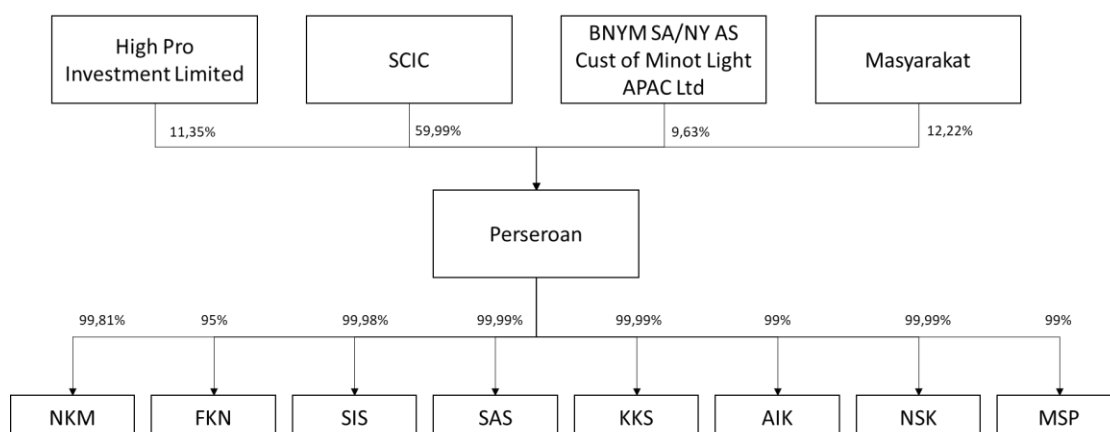 High Pro
Investment Limited
SCIC
BNYM SA/NY AS
Cust of Minot Light
APAC Ltd
Masyarakat
11,35%
59,99%
9,63%
12,22%
Perseroan
99,81%
95%
99,98%
99,99%
99,99%
99%
99,99%
99%
NKM
FKN
SIS
SAS
KKS
AIK
NSK
MSP